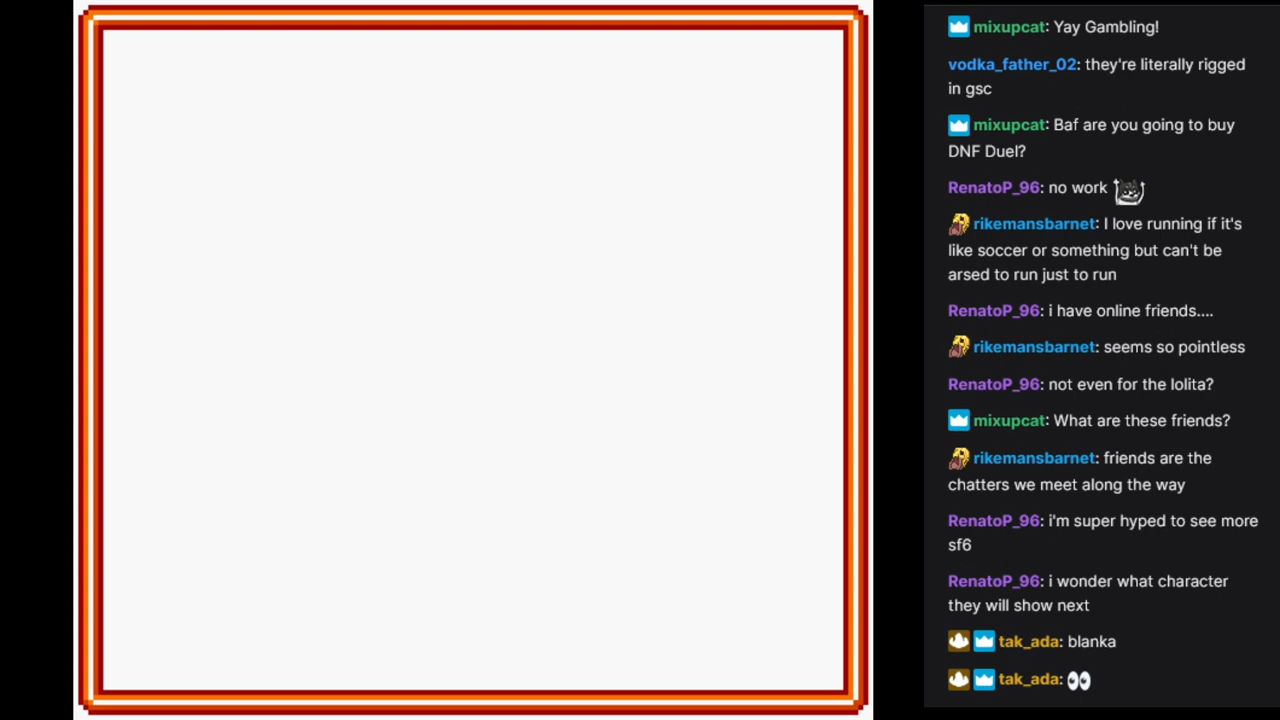 mixupcat: Yay Gambling!
vodka_father_02: they're literally rigged
in gsc
mixupcat: Baf are you going to buy
DNF Duel?
RenatoP_96: no work
rikemansbarnet: I love running if it's
like soccer or something but can't be
arsed to run just to run
RenatoP_96: i have online friends....
rikemansbarnet: seems so pointless
RenatoP_96: not even for the lolita?
mixupcat: What are these friends?
rikemansbarnet: friends are the
chatters we meet along the way
RenatoP_96: i'm super hyped to see more
sf6
RenatoP_96: i wonder what character
they will show next
tak_ada: blanka
tak_ada: 👀